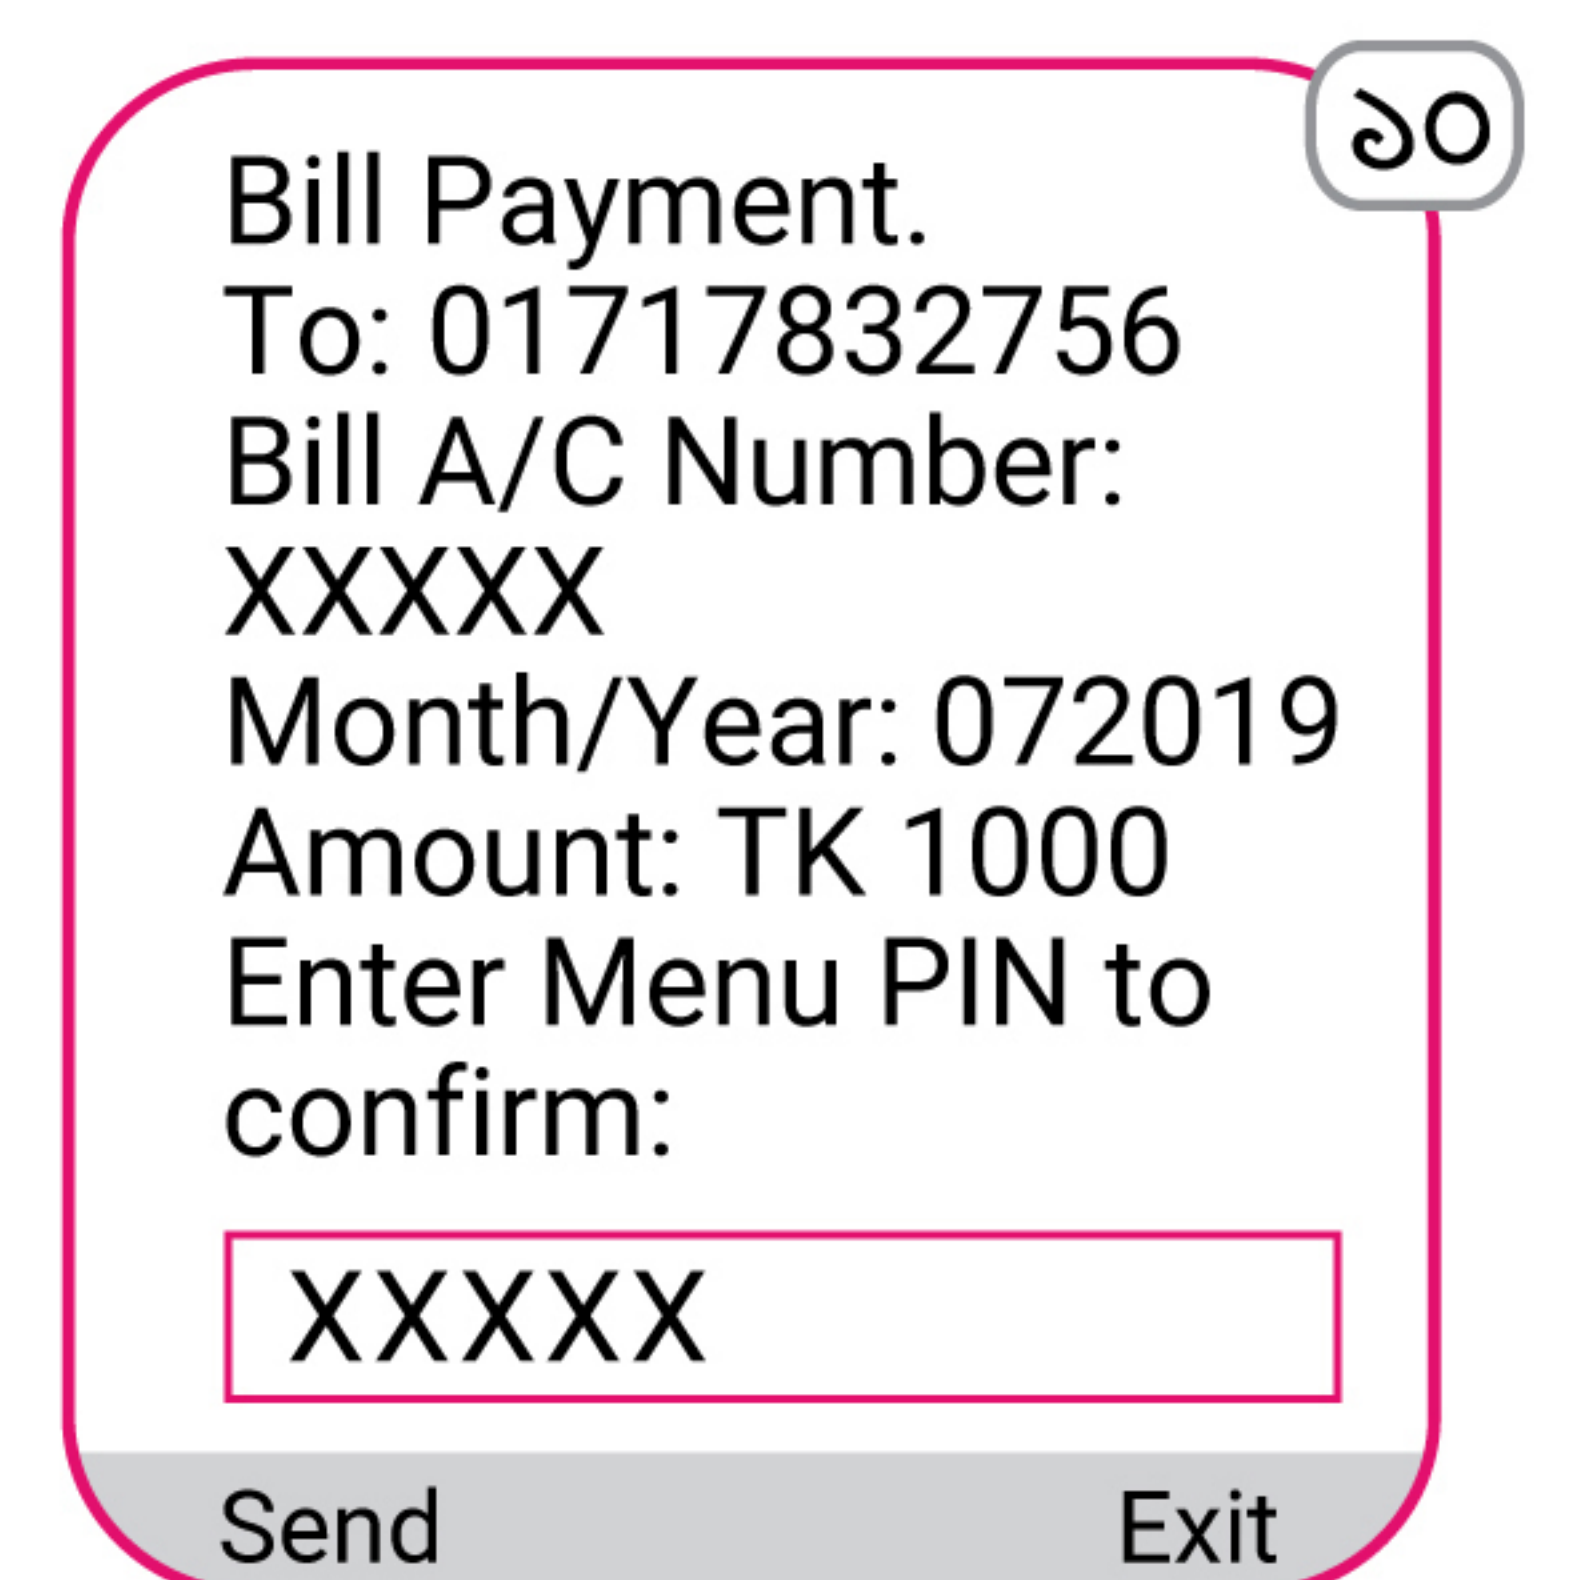 ১০
Bill Payment.
To: 01717832756
Bill A/C Number:
XXXXX
Month/Year: 072019
Amount: TK 1000
Enter Menu PIN to
confirm:
XXXXX
Send Exit